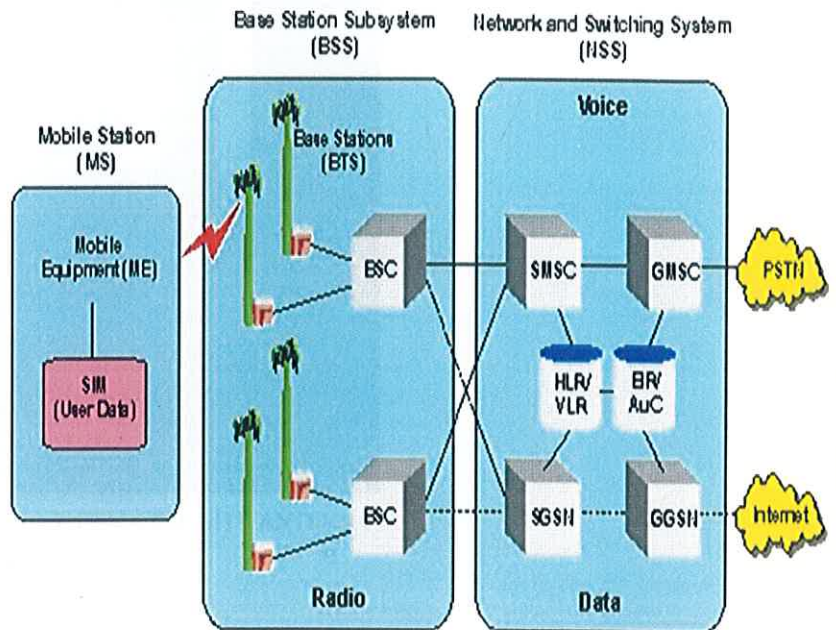 Base Station Subsystem
(BSS)
Network and Switching System
(NSS)
Mobile Station
(MS)
Mobile
Equipment (ME)
SIM
(User Data)
Base Stations
(BTS)
BSC
BSC
Radio
Voice
SMSC
GMSC
PSTN
HLR/
VLR
EIR/
AuC
SGSN
GGSN
Internet
Data